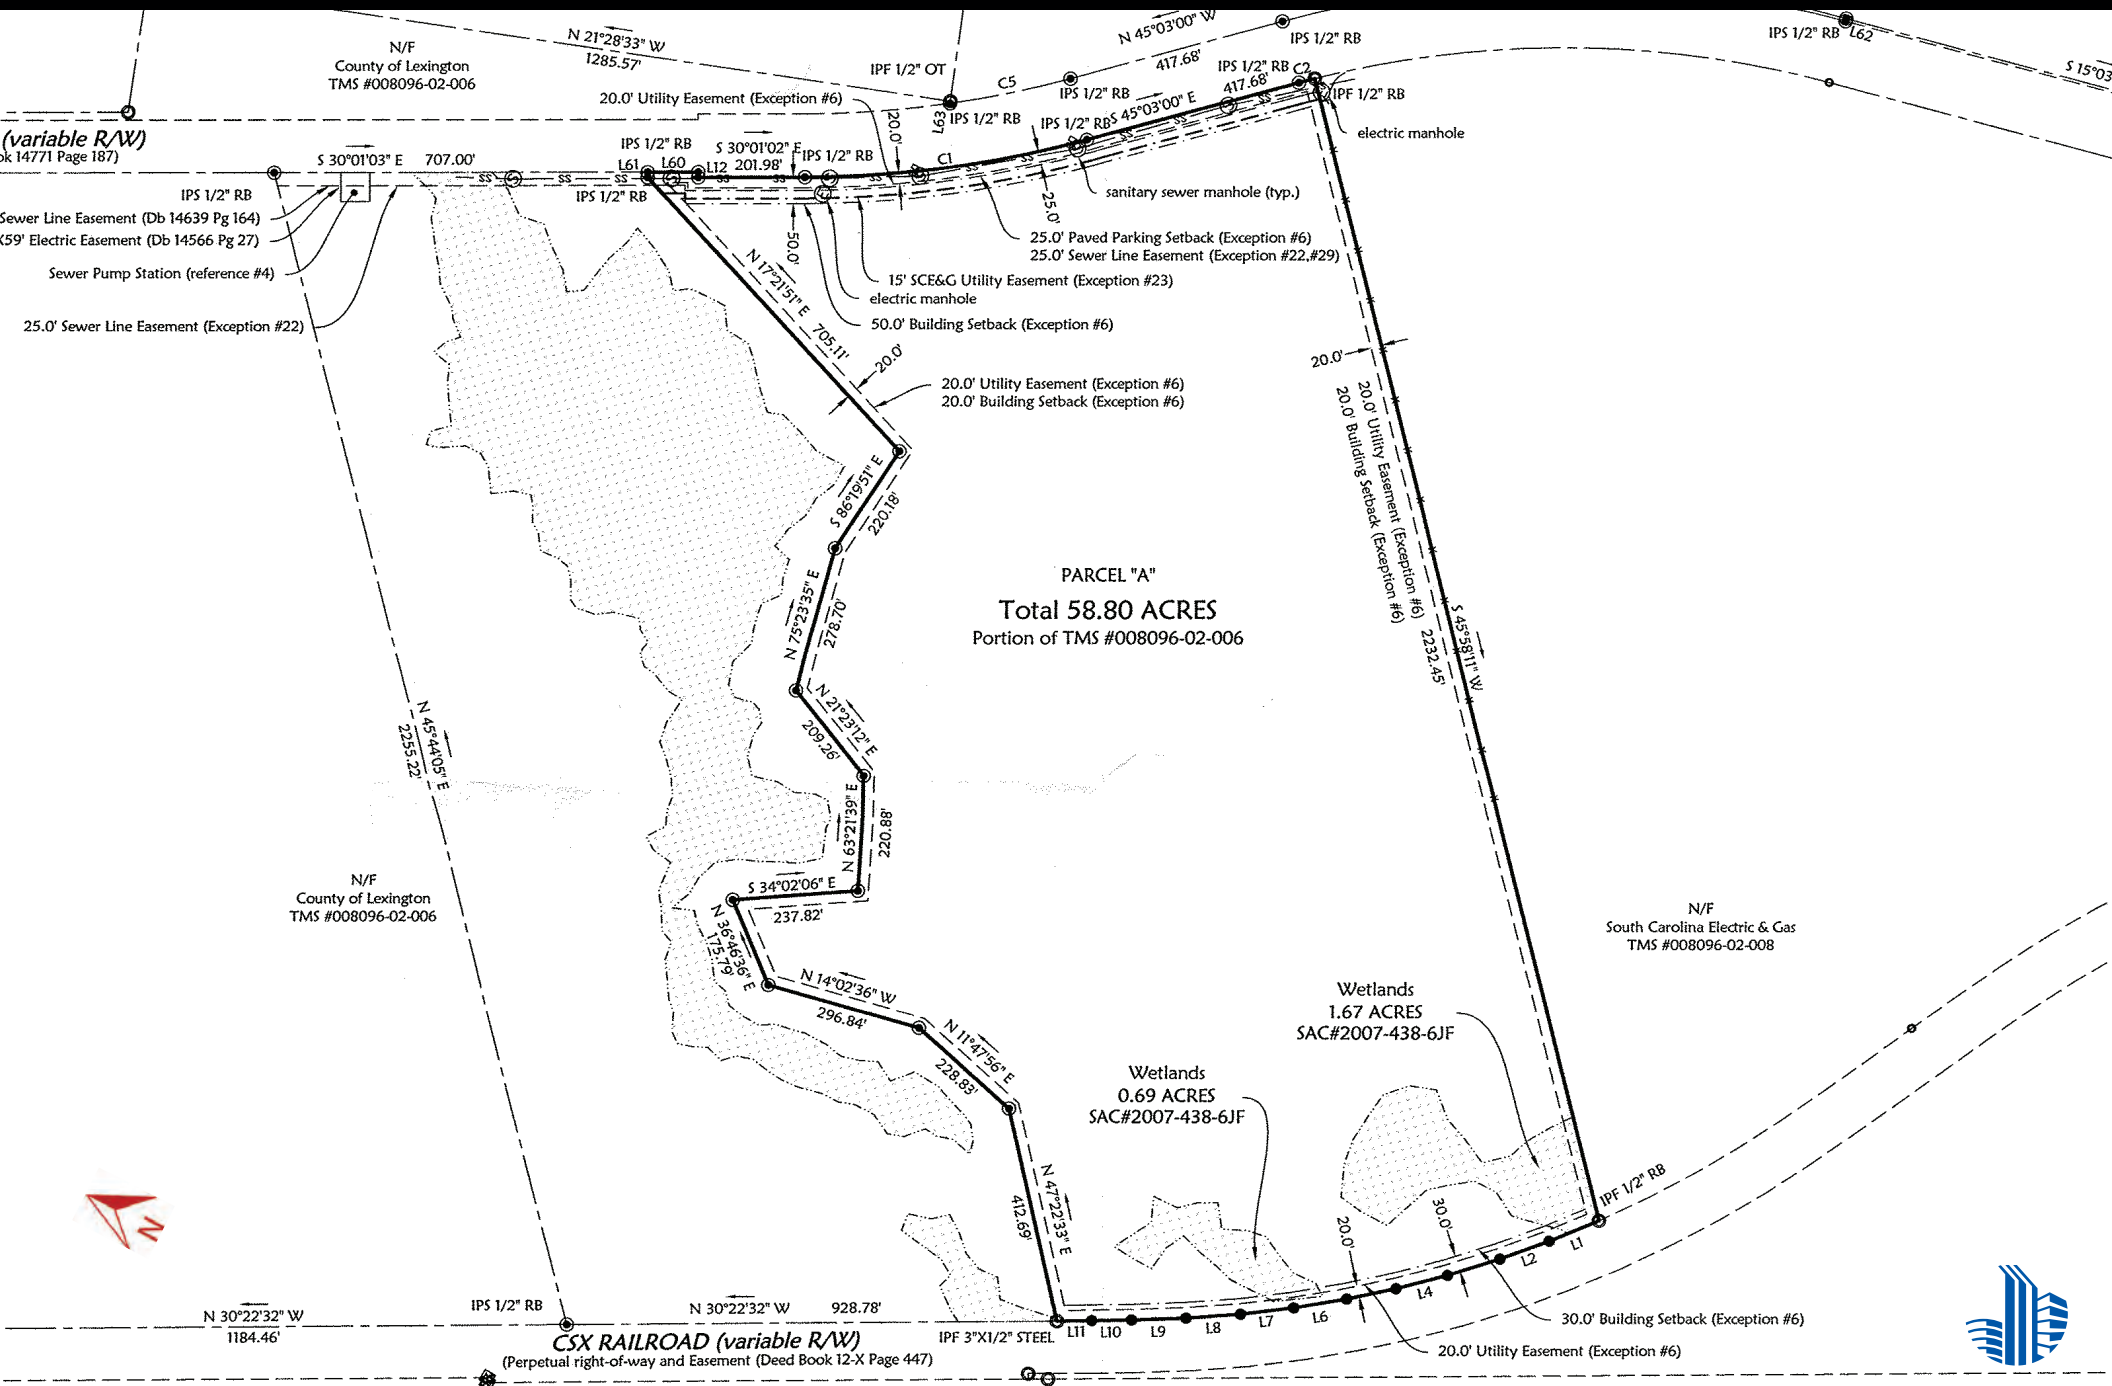 N/F
County of Lexington
TMS #008096-02-006
N 21°28'33" W
1285.57'
IPF 1/2" OT
C5
N 45°03'00" W
417.68'
IPS 1/2" RB
IPS 1/2" RB
IPS 1/2" RB
L62
S 15°03
20.0' Utility Easement (Exception #6)
20.0'
L63
IPS 1/2" RB
IPS 1/2" RB
S 45°03'00" E
417.68'
IPS 1/2" RB
C2
IPF 1/2" RB
electric manhole
(variable R/W)
ok 14771 Page 187)
S 30°01'03" E
707.00'
IPS 1/2" RB
L61
L60
L12
S 30°01'02" E
201.98'
IPS 1/2" RB
C1
IPS 1/2" RB
IPS 1/2" RB
SS SS SS SS SS SS SS SS SS
Sewer Line Easement (Db 14639 Pg 164)
X59' Electric Easement (Db 14566 Pg 27)
Sewer Pump Station (reference #4)
25.0' Sewer Line Easement (Exception #22)
sanitary sewer manhole (typ.)
25.0'
50.0'
25.0' Paved Parking Setback (Exception #6)
25.0' Sewer Line Easement (Exception #22,#29)
15' SCE&G Utility Easement (Exception #23)
electric manhole
50.0' Building Setback (Exception #6)
N 17°21'51" E
705.11'
20.0'
20.0' Utility Easement (Exception #6)
20.0' Building Setback (Exception #6)
20.0'
20.0' Utility Easement (Exception #6)
20.0' Building Setback (Exception #6)
S 45°58'11" W
2232.45'
S 86°19'51" E
220.18'
N 75°23'35" E
278.70'
PARCEL "A"
Total 58.80 ACRES
Portion of TMS #008096-02-006
N 21°23'12" E
209.26'
N 45°44'05" E
2255.22'
N 63°21'39" E
220.88'
N/F
County of Lexington
TMS #008096-02-006
S 34°02'06" E
237.82'
N 36°46'36" E
175.79'
N 14°02'36" W
296.84'
N 11°47'56" E
228.83'
N/F
South Carolina Electric & Gas
TMS #008096-02-008
Wetlands
1.67 ACRES
SAC#2007-438-6JF
Wetlands
0.69 ACRES
SAC#2007-438-6JF
N 47°22'33" E
412.69'
IPF 1/2" RB
30.0'
20.0'
N
N 30°22'32" W
1184.46'
IPS 1/2" RB
N 30°22'32" W
928.78'
CSX RAILROAD (variable R/W)
(Perpetual right-of-way and Easement (Deed Book 12-X Page 447)
IPF 3"X1/2" STEEL
L11
L10
L9
L8
L7
L6
L4
L2
L1
30.0' Building Setback (Exception #6)
20.0' Utility Easement (Exception #6)